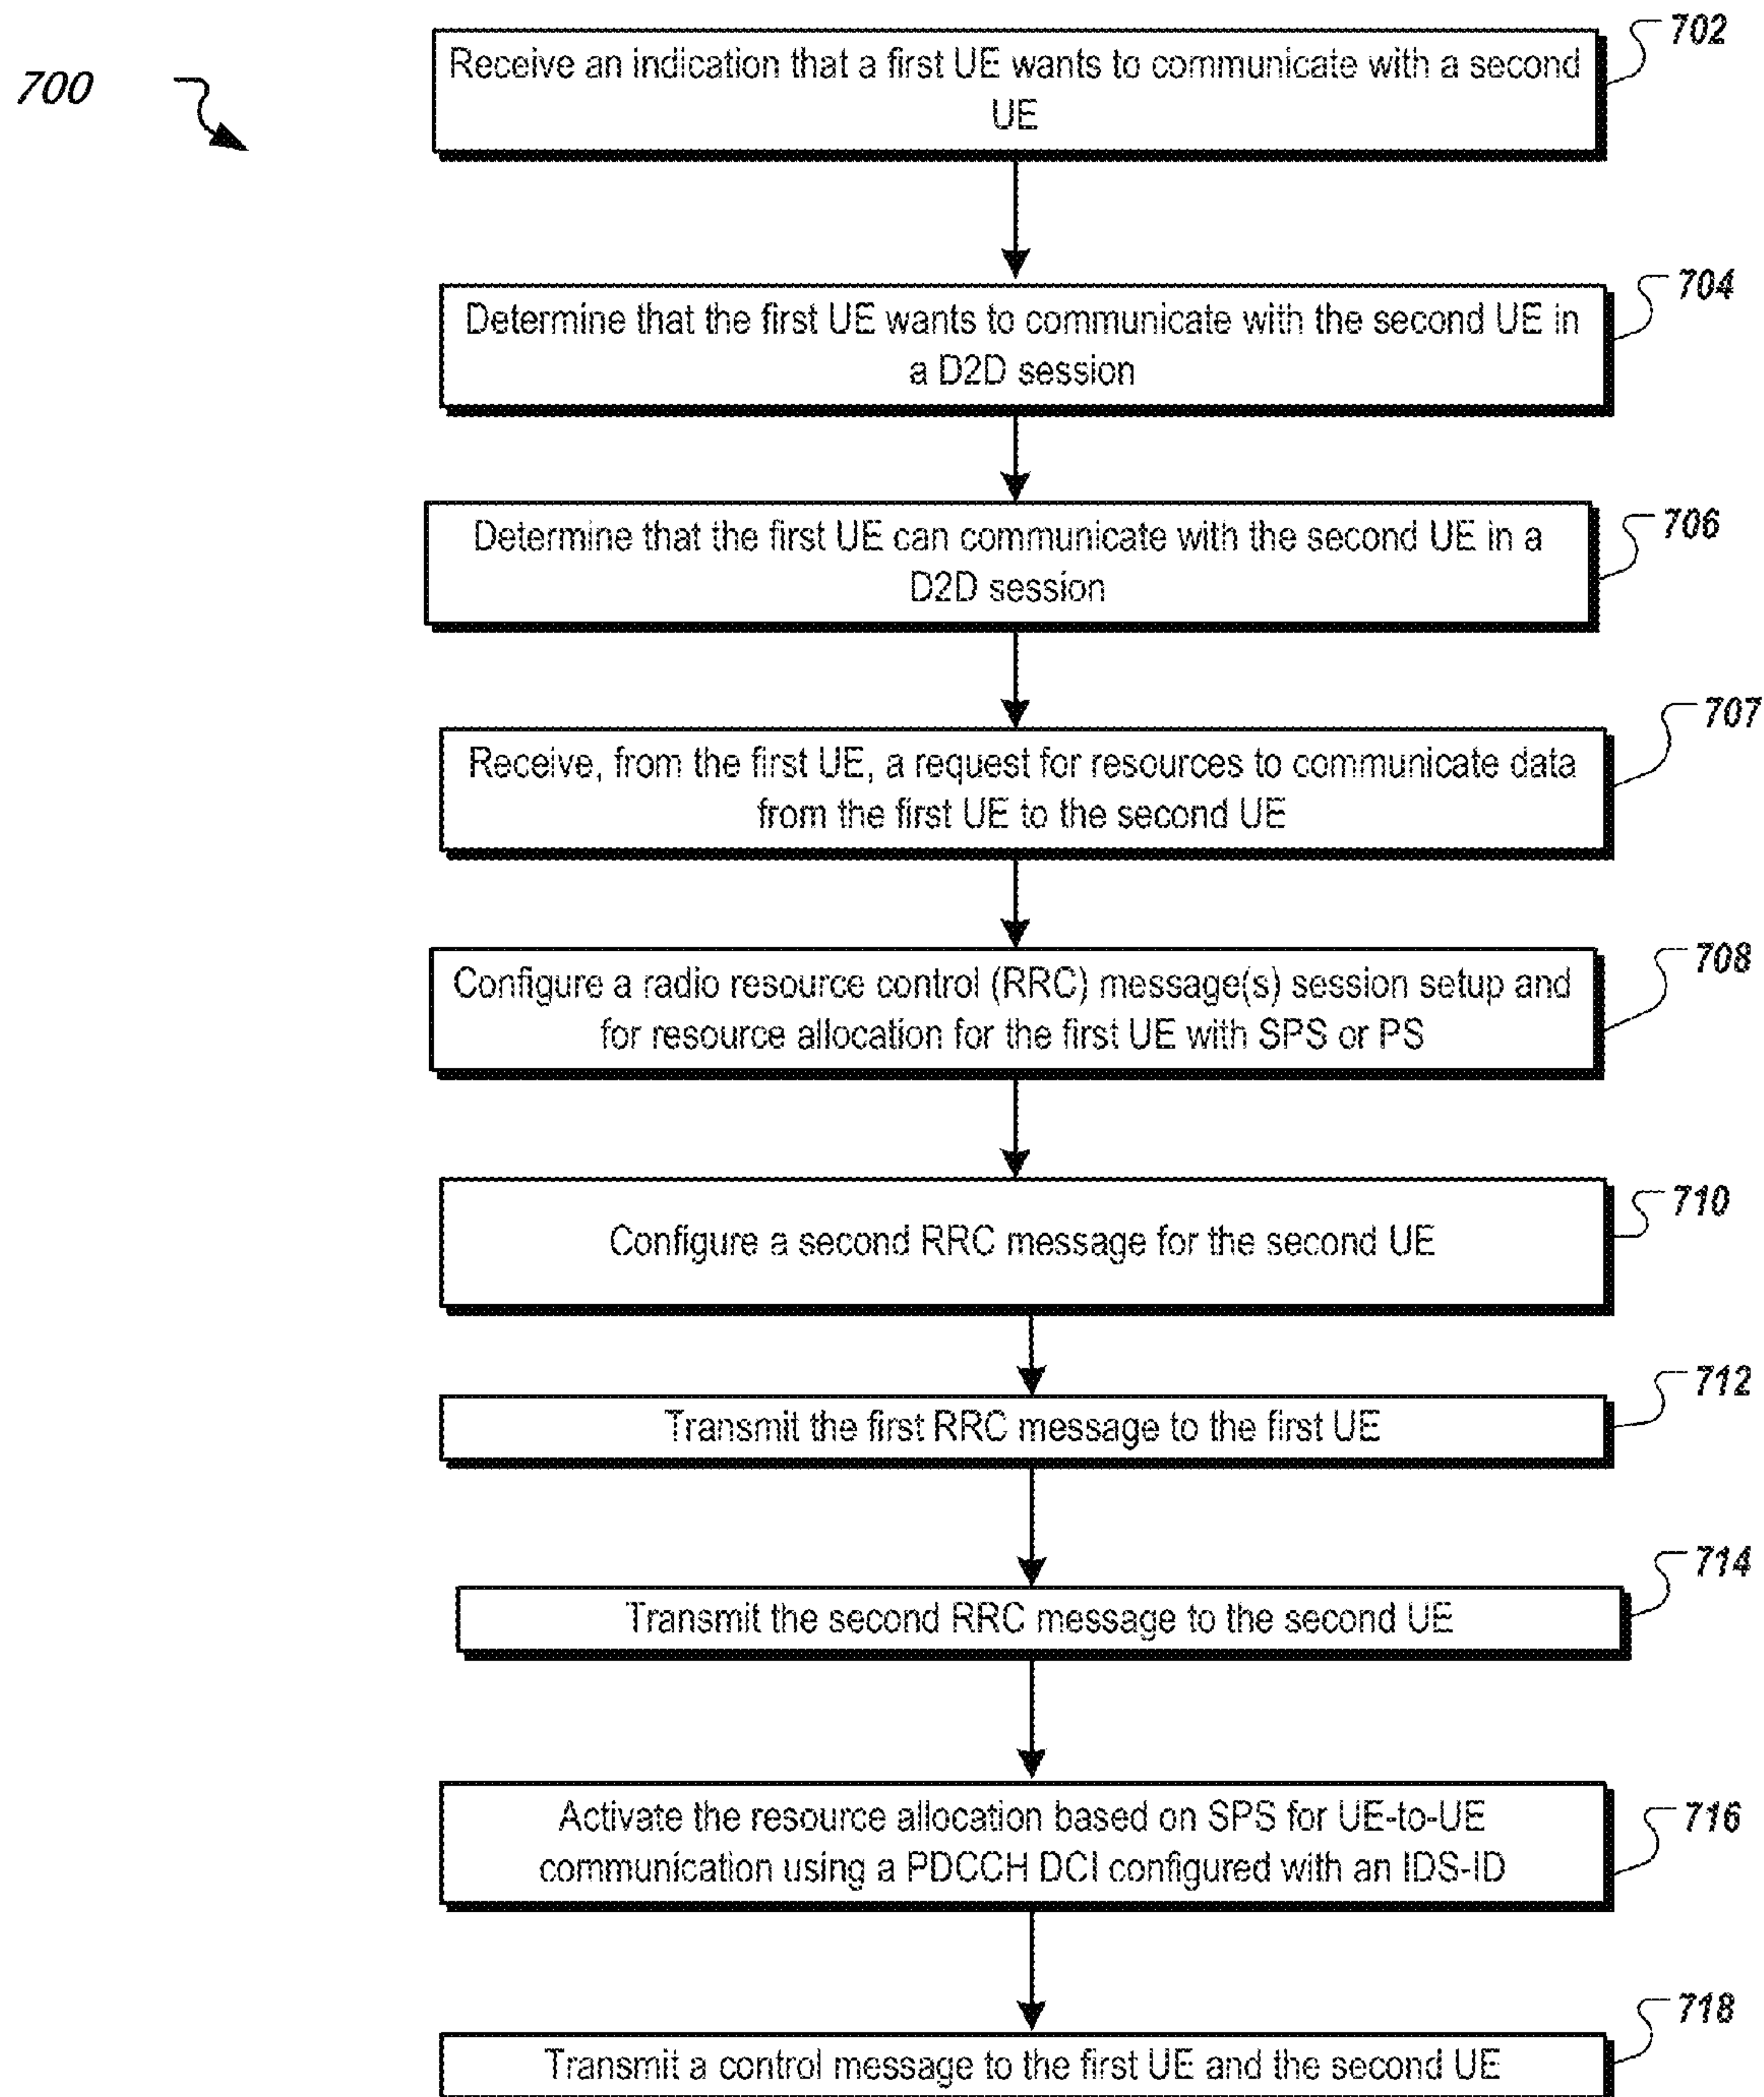 700
702
Receive an indication that a first UE wants to communicate with a second
UE
704
Determine that the first UE wants to communicate with the second UE in
a D2D session
706
Determine that the first UE can communicate with the second UE in a
D2D session
707
Receive, from the first UE, a request for resources to communicate data
from the first UE to the second UE
708
Configure a radio resource control (RRC) message(s) session setup and
for resource allocation for the first UE with SPS or PS
710
Configure a second RRC message for the second UE
712
Transmit the first RRC message to the first UE
714
Transmit the second RRC message to the second UE
716
Activate the resource allocation based on SPS for UE-to-UE
communication using a PDCCH DCI configured with an IDS-ID
718
Transmit a control message to the first UE and the second UE